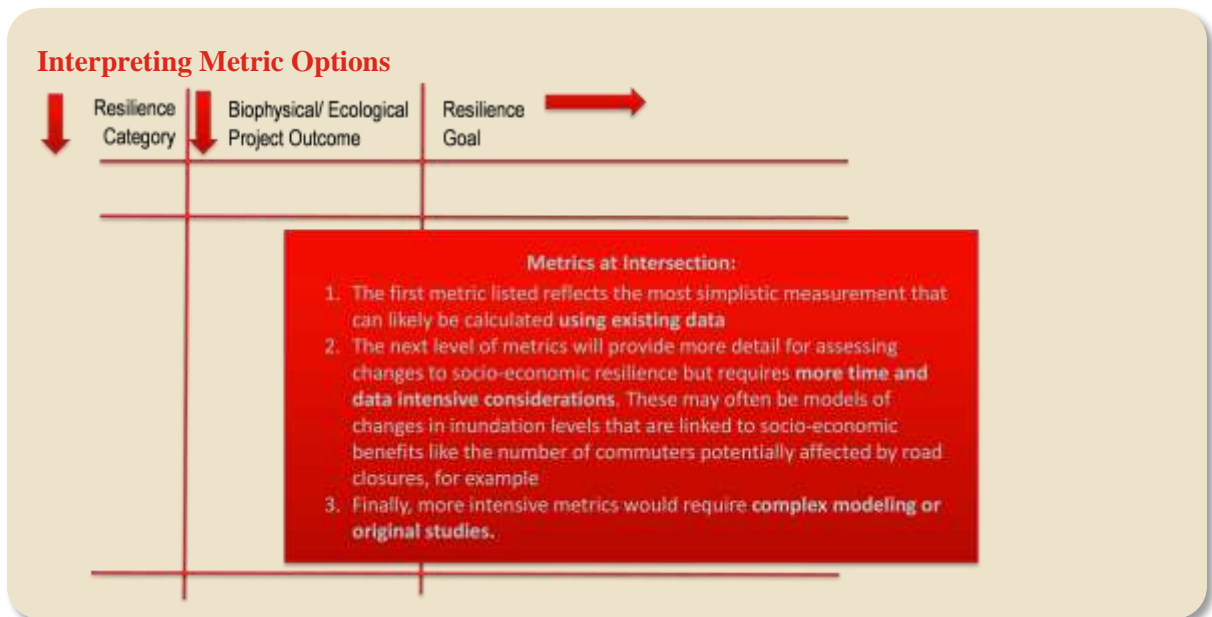 Interpreting Metric Options
Resilience
Category
Biophysical/ Ecological
Project Outcome
Resilience
Goal
Metrics at Intersection:
1. The first metric listed reflects the most simplistic measurement that
can likely be calculated using existing data
2. The next level of metrics will provide more detail for assessing
changes to socio-economic resilience but requires more time and
data intensive considerations. These may often be models of
changes in inundation levels that are linked to socio-economic
benefits like the number of commuters potentially affected by road
closures, for example
3. Finally, more intensive metrics would require complex modeling or
original studies.